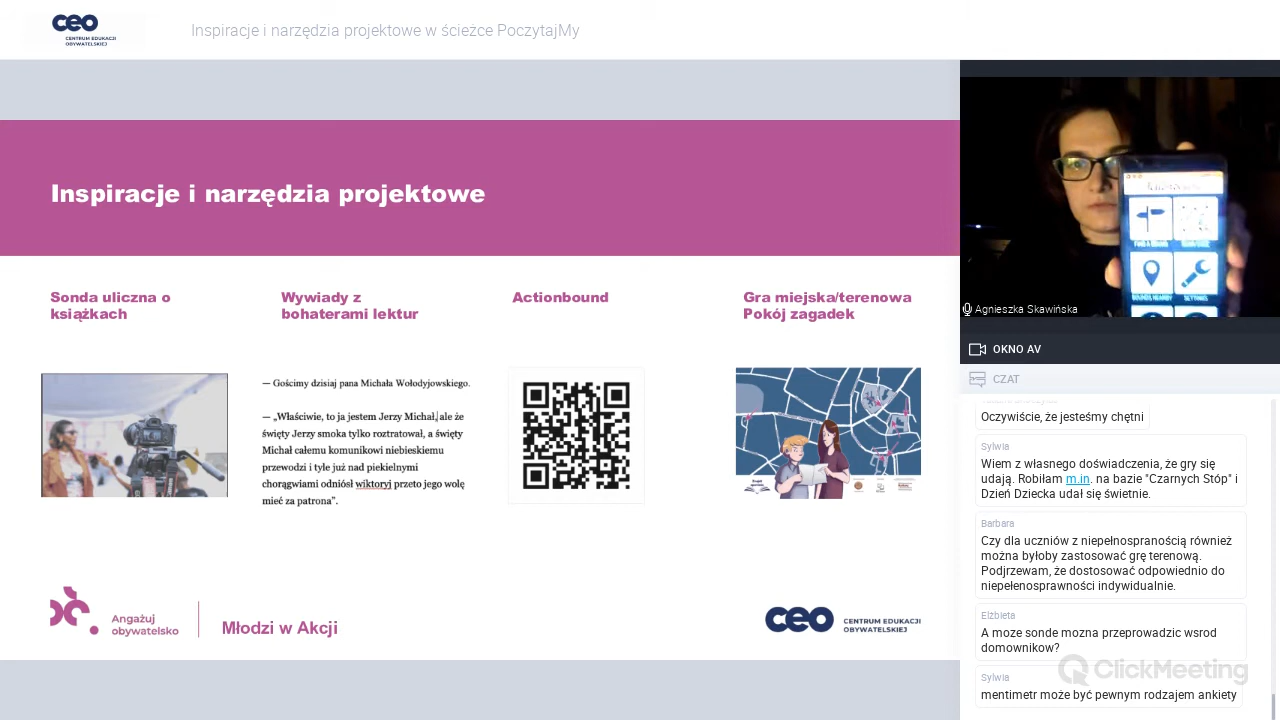 ceo
CENTRUM EDUKACJI
OBYWATELSKIEJ
Inspiracje i narzędzia projektowe w ścieżce PoczytajMy
Inspiracje i narzędzia projektowe
Sonda uliczna o
książkach
Wywiady z
bohaterami lektur
Actionbound
Gra miejska/terenowa
Pokój zagadek
— Gościmy dzisiaj pana Michała Wołodyjowskiego.
— „Właściwie, to ja jestem Jerzy Michał, ale że
święty Jerzy smoka tylko roztratował, a święty
Michał całemu komunikowi niebieskiemu
przewodzi i tyle już nad piekielnymi
chorągwiami odniósł wiktoryj przeto jego wolę
mieć za patrona”.
Angażuj
obywatelsko
Młodzi w Akcji
ceo
CENTRUM EDUKACJI
OBYWATELSKIEJ
Agnieszka Skawińska
OKNO AV
CZAT
Oczywiście, że jesteśmy chętni
Sylwia
Wiem z własnego doświadczenia, że gry się
udają. Robiłam m.in. na bazie "Czarnych Stóp" i
Dzień Dziecka udał się świetnie.
Barbara
Czy dla uczniów z niepełnospranością również
można byłoby zastosować grę terenową.
Podjrzewam, że dostosować odpowiednio do
niepełenosprawności indywidualnie.
Elżbieta
A moze sonde mozna przeprowadzic wsrod
domownikow?
ClickMeeting
Sylwia
mentimetr może być pewnym rodzajem ankiety